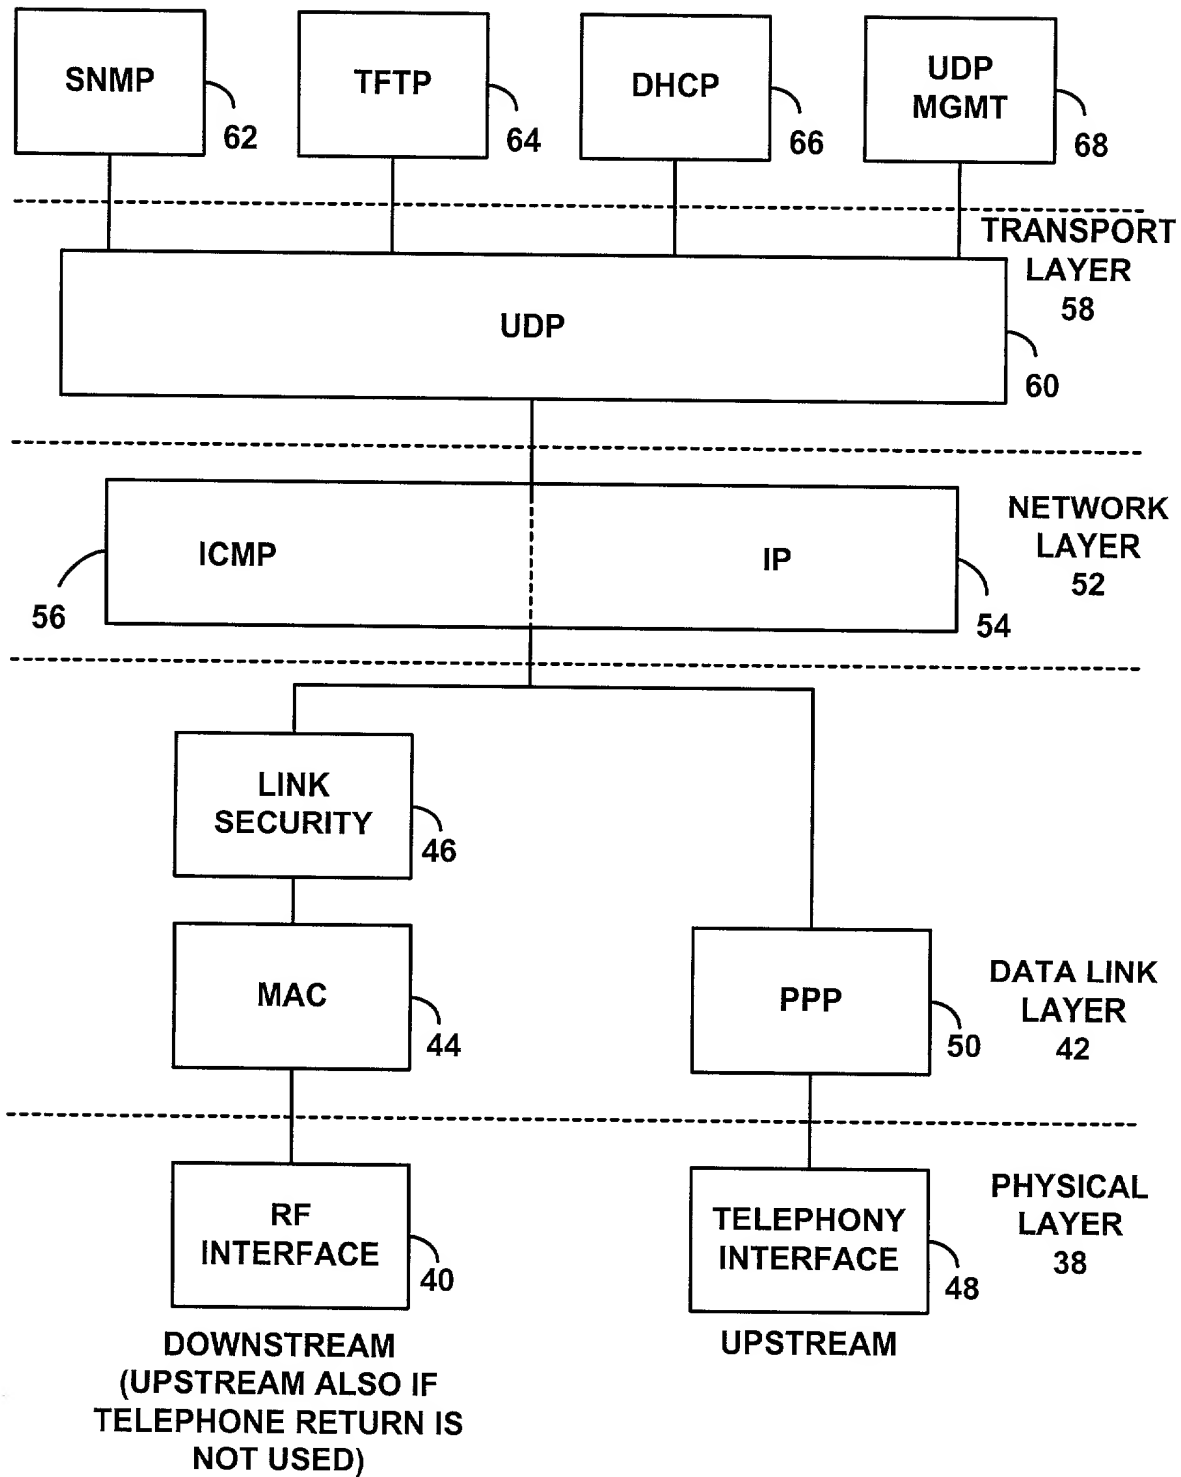 SNMP
62
TFTP
64
DHCP
66
UDP
MGMT
68
TRANSPORT
LAYER
58
UDP
60
NETWORK
LAYER
52
ICMP
56
IP
54
LINK
SECURITY
46
MAC
44
PPP
50
DATA LINK
LAYER
42
RF
INTERFACE
40
TELEPHONY
INTERFACE
48
PHYSICAL
LAYER
38
DOWNSTREAM
(UPSTREAM ALSO IF
TELEPHONE RETURN IS
NOT USED)
UPSTREAM